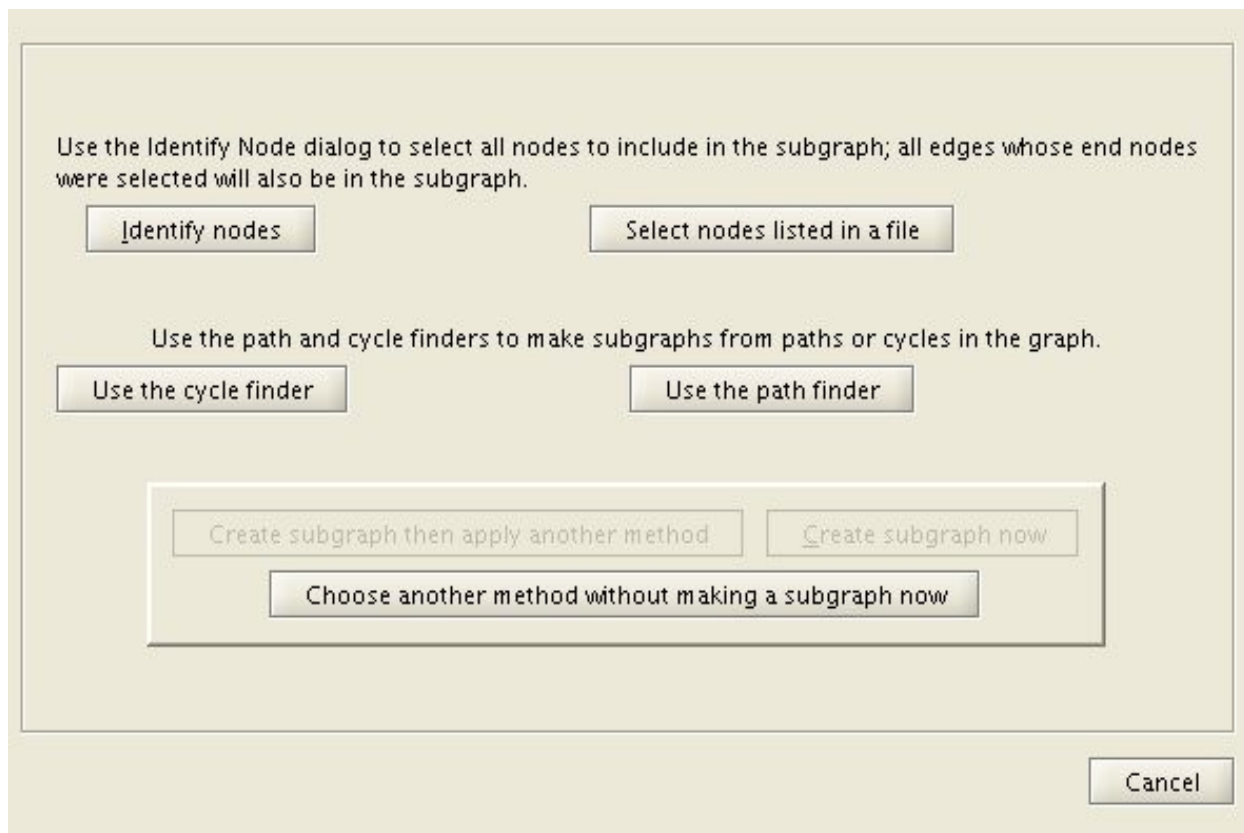 Use the Identify Node dialog to select all nodes to include in the subgraph; all edges whose end nodes
were selected will also be in the subgraph.
Identify nodes
Select nodes listed in a file
Use the path and cycle finders to make subgraphs from paths or cycles in the graph.
Use the cycle finder
Use the path finder
Create subgraph then apply another method
Create subgraph now
Choose another method without making a subgraph now
Cancel